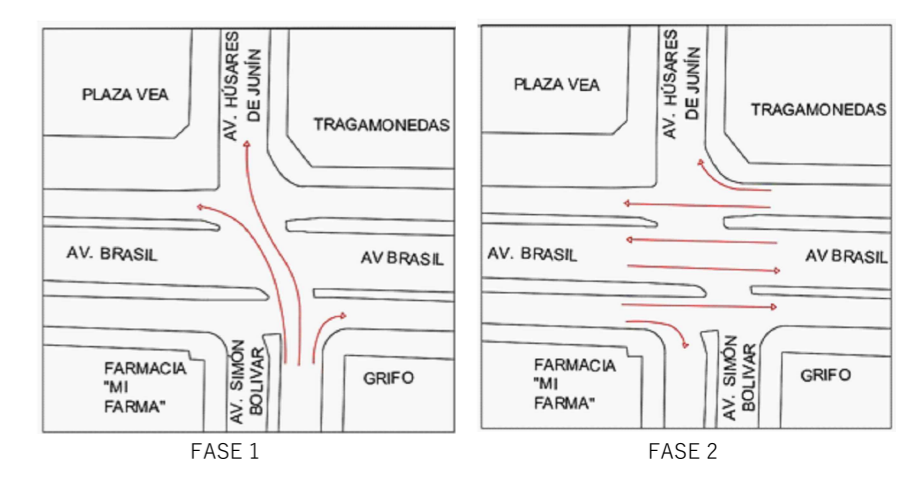 PLAZA VEA
AV. HÚSARES
DE JUNÍN
TRAGAMONEDAS
AV. BRASIL
AV BRASIL
FARMACIA
"MI
FARMA"
AV. SIMÓN
BOLIVAR
GRIFO
FASE 1
PLAZA VEA
AV. HÚSARES
DE JUNÍN
TRAGAMONEDAS
AV. BRASIL
AV BRASIL
FARMACIA
"MI
FARMA"
AV. SIMÓN
BOLIVAR
GRIFO
FASE 2